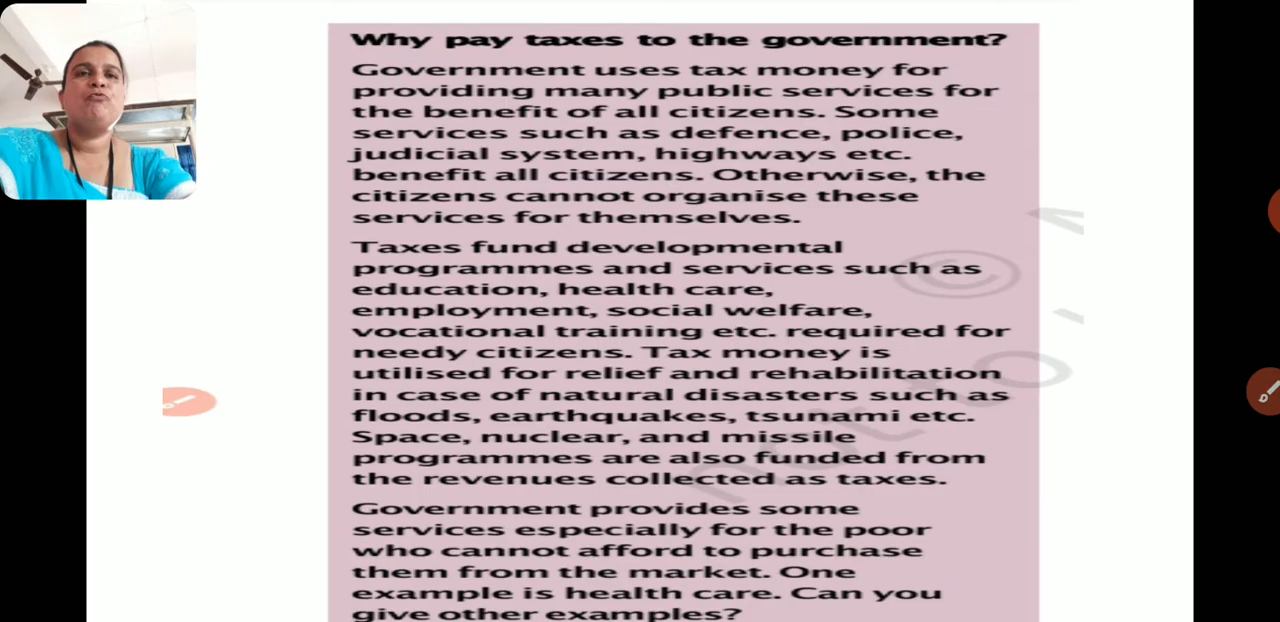 Why pay taxes to the government?
Government uses tax money for
providing many public services for
the benefit of all citizens. Some
services such as defence, police,
judicial system, highways etc.
benefit all citizens. Otherwise, the
citizens cannot organise these
services for themselves.
Taxes fund developmental
programmes and services such as
education, health care,
employment, social welfare,
vocational training etc. required for
needy citizens. Tax money is
utilised for relief and rehabilitation
in case of natural disasters such as
floods, earthquakes, tsunami etc.
Space, nuclear, and missile
programmes are also funded from
the revenues collected as taxes.
Government provides some
services especially for the poor
who cannot afford to purchase
them from the market. One
example is health care. Can you
give other examples?
©
not to